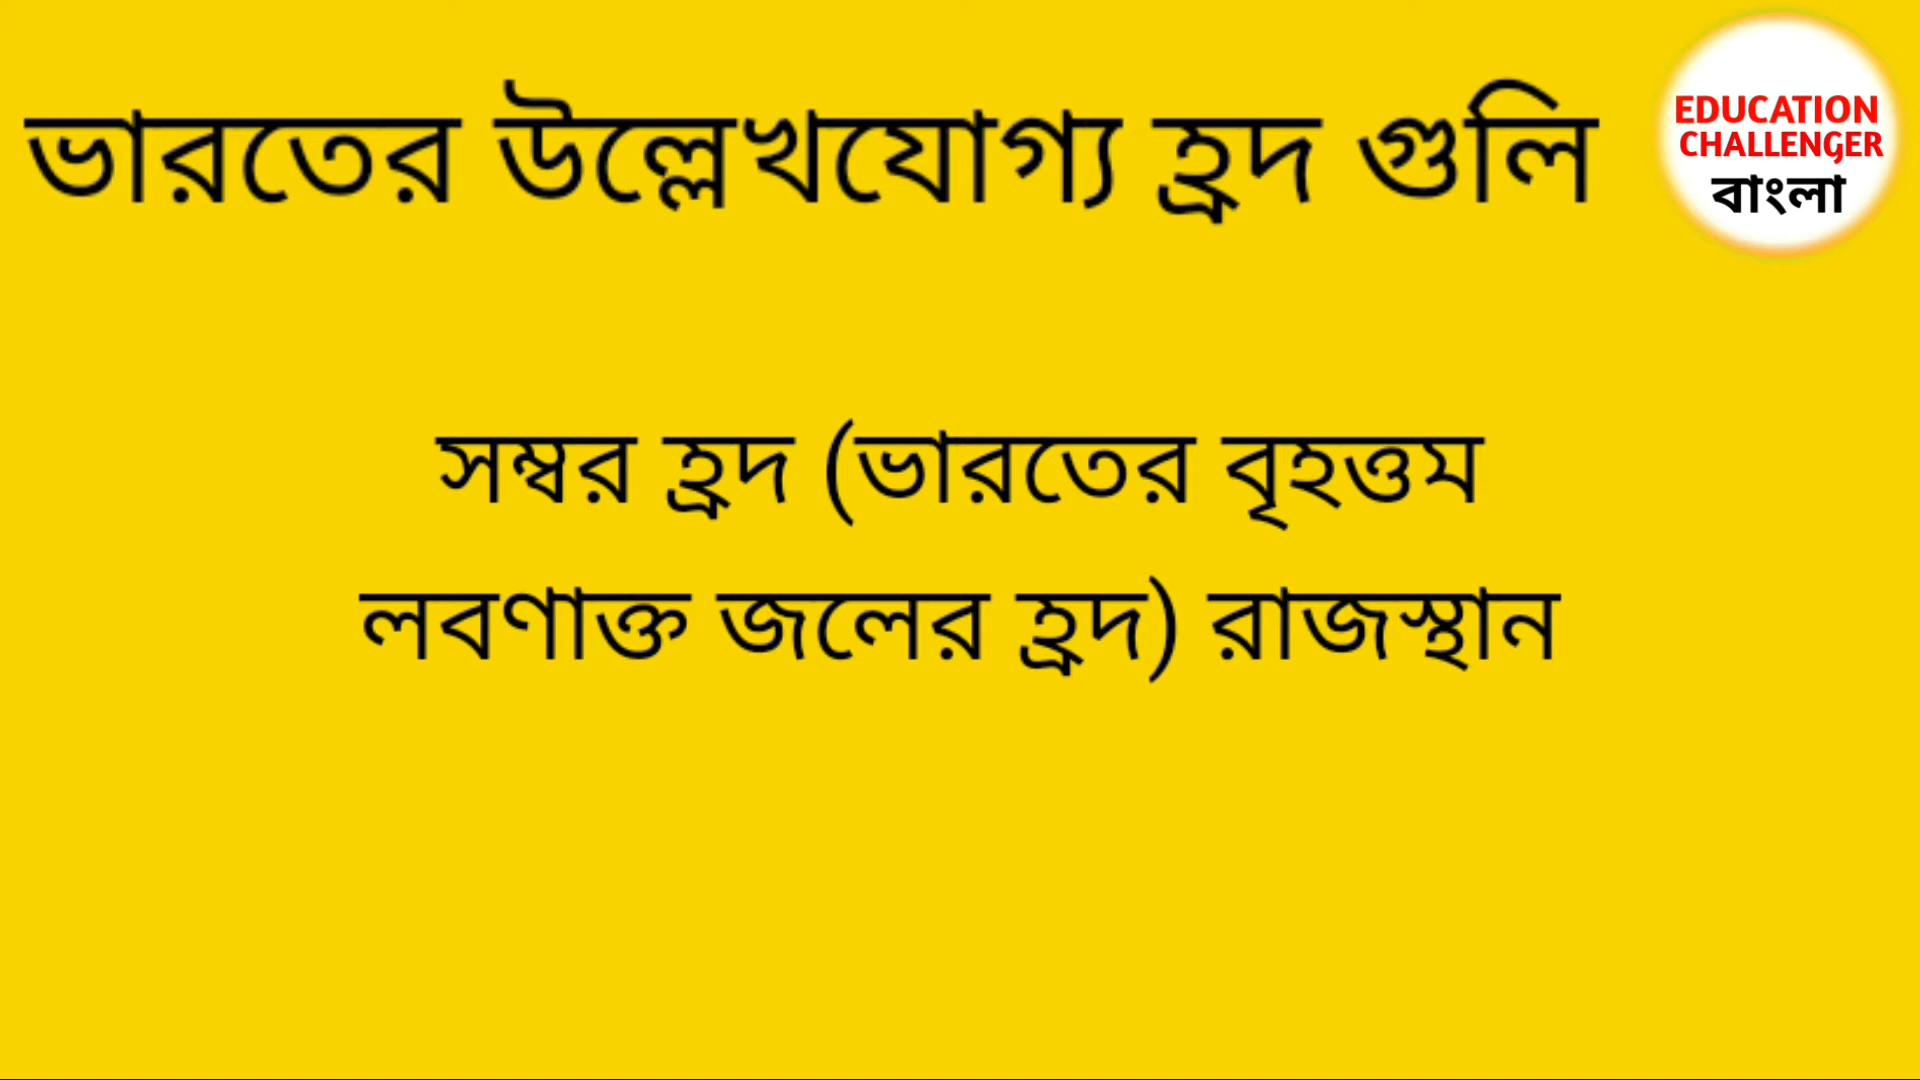 ভারতের উল্লেখযোগ্য হ্রদ গুলি
EDUCATION
CHALLENGER
বাংলা
সম্বর হ্রদ (ভারতের বৃহত্তম
লবণাক্ত জলের হ্রদ) রাজস্থান